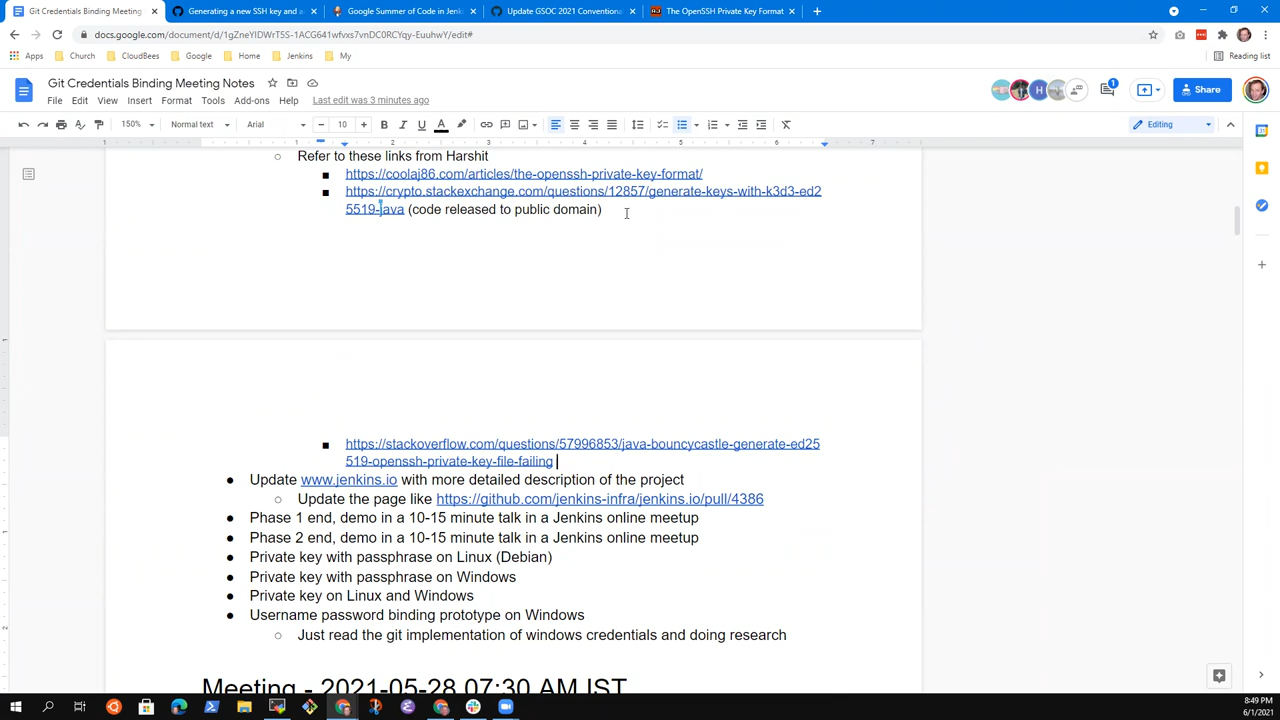 Git Credentials Binding Meeting
Generating a new SSH key and a
Google Summer of Code in Jenki
Update GSOC 2021 Conventional
The OpenSSH Private Key Format
docs.google.com/document/d/1gZneYlDWrTSS-1ACG641wfvxs7vnDC0RCYqy-EuuhwY/edit#
Apps
Church
CloudBees
Google
Home
Jenkins
My
Reading list
Git Credentials Binding Meeting Notes
File Edit View Insert Format Tools Add-ons Help Last edit was 3 minutes ago
H
1
Share
150%
Normal text
Arial
10
Editing
1 1 2 3 4 5 6 7
Refer to these links from Harshit
https://coolaj86.com/articles/the-openssh-private-key-format/
https://crypto.stackexchange.com/questions/12857/generate-keys-with-k3d3-ed2
5519-java (code released to public domain)
https://stackoverflow.com/questions/57996853/java-bouncycastle-generate-ed25
519-openssh-private-key-file-failing
Update www.jenkins.io with more detailed description of the project
Update the page like https://github.com/jenkins-infra/jenkins.io/pull/4386
Phase 1 end, demo in a 10-15 minute talk in a Jenkins online meetup
Phase 2 end, demo in a 10-15 minute talk in a Jenkins online meetup
Private key with passphrase on Linux (Debian)
Private key with passphrase on Windows
Private key on Linux and Windows
Username password binding prototype on Windows
Just read the git implementation of windows credentials and doing research
Meeting - 2021-05-28 07:30 AM IST
8:49 PM
6/1/2021